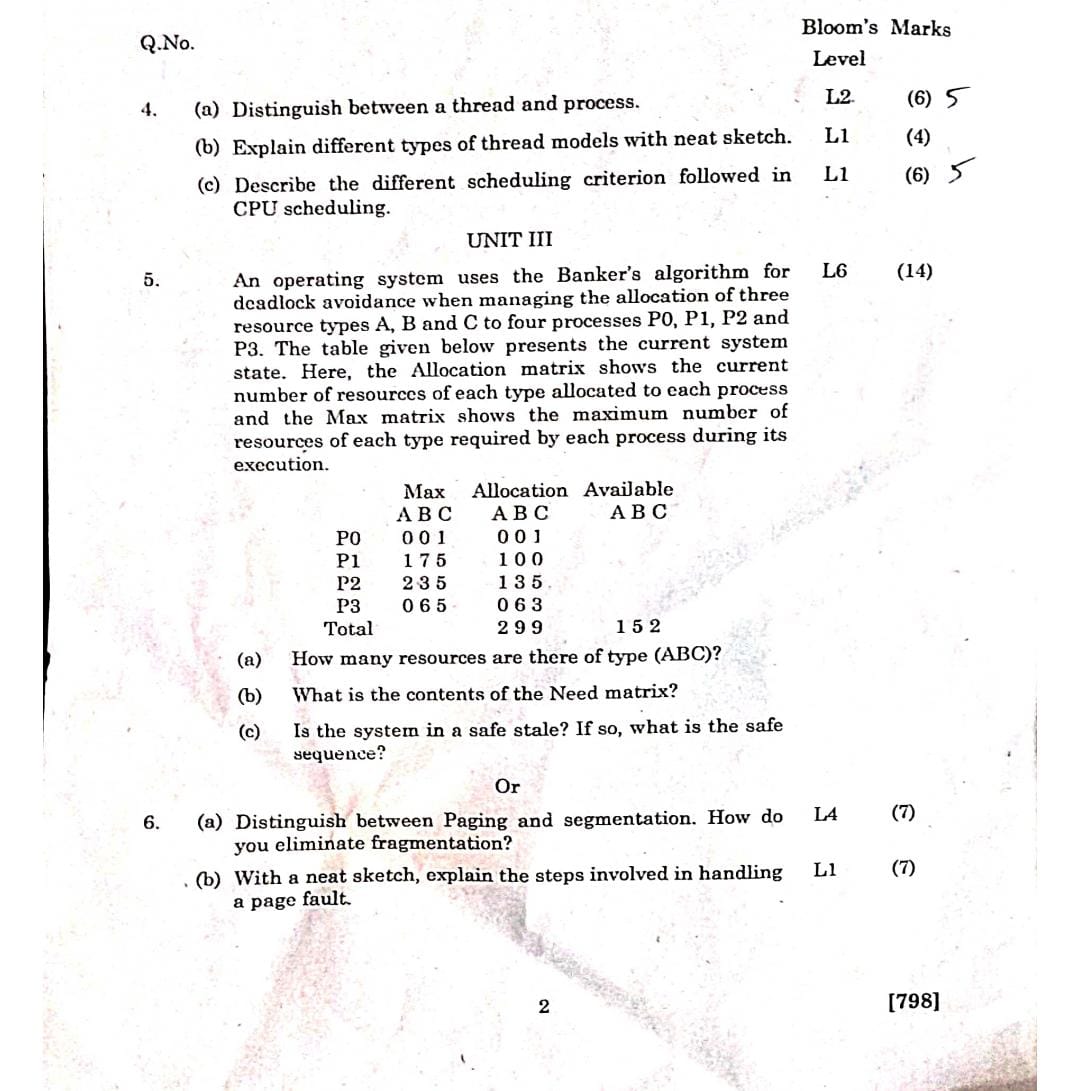 Bloom's Marks
Q.No.
Level
4. (a) Distinguish between a thread and process. L2 (6) 5
(b) Explain different types of thread models with neat sketch. L1 (4)
(c) Describe the different scheduling criterion followed in L1 (6) 5
CPU scheduling.
UNIT III
5. An operating system uses the Banker's algorithm for L6 (14)
deadlock avoidance when managing the allocation of three
resource types A, B and C to four processes P0, P1, P2 and
P3. The table given below presents the current system
state. Here, the Allocation matrix shows the current
number of resources of each type allocated to each process
and the Max matrix shows the maximum number of
resources of each type required by each process during its
execution.
Max Allocation Available
A B C A B C A B C
P0 0 0 1 0 0 1
P1 1 7 5 1 0 0
P2 2 3 5 1 3 5
P3 0 6 5 0 6 3
Total 2 9 9 1 5 2
(a) How many resources are there of type (ABC)?
(b) What is the contents of the Need matrix?
(c) Is the system in a safe stale? If so, what is the safe
sequence?
Or
6. (a) Distinguish between Paging and segmentation. How do L4 (7)
you eliminate fragmentation?
(b) With a neat sketch, explain the steps involved in handling L1 (7)
a page fault.
2 [798]